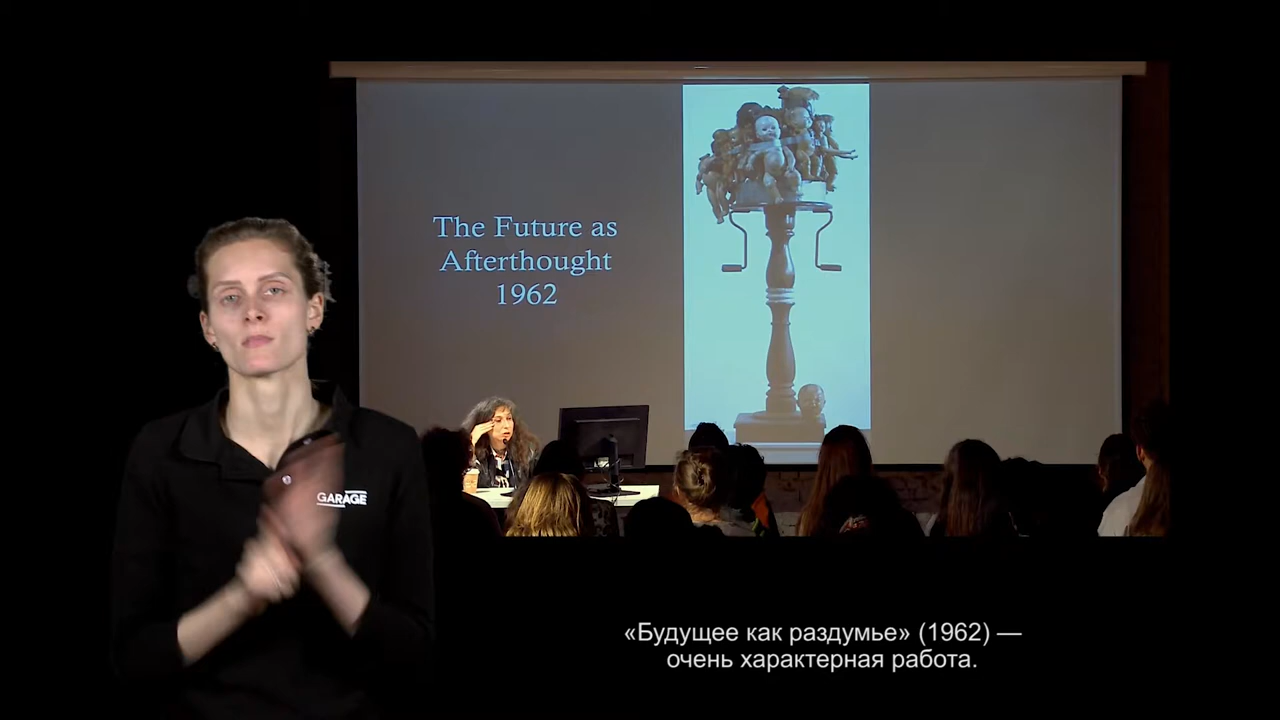 The Future as
Afterthought
1962
GARAGE
«Будущее как раздумье» (1962) —
очень характерная работа.